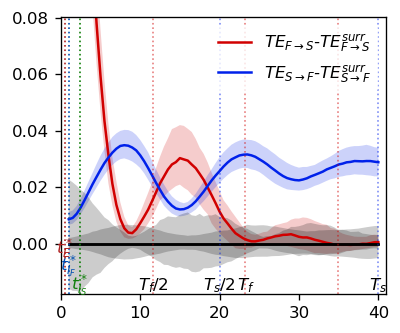 0.08
0.06
0.04
0.02
0.00
TE_{F→S}-TE^{surr}_{F→S}
TE_{S→F}-TE^{surr}_{S→F}
T_f/2
T_s/2
T_f
T_s
0
10
20
30
40